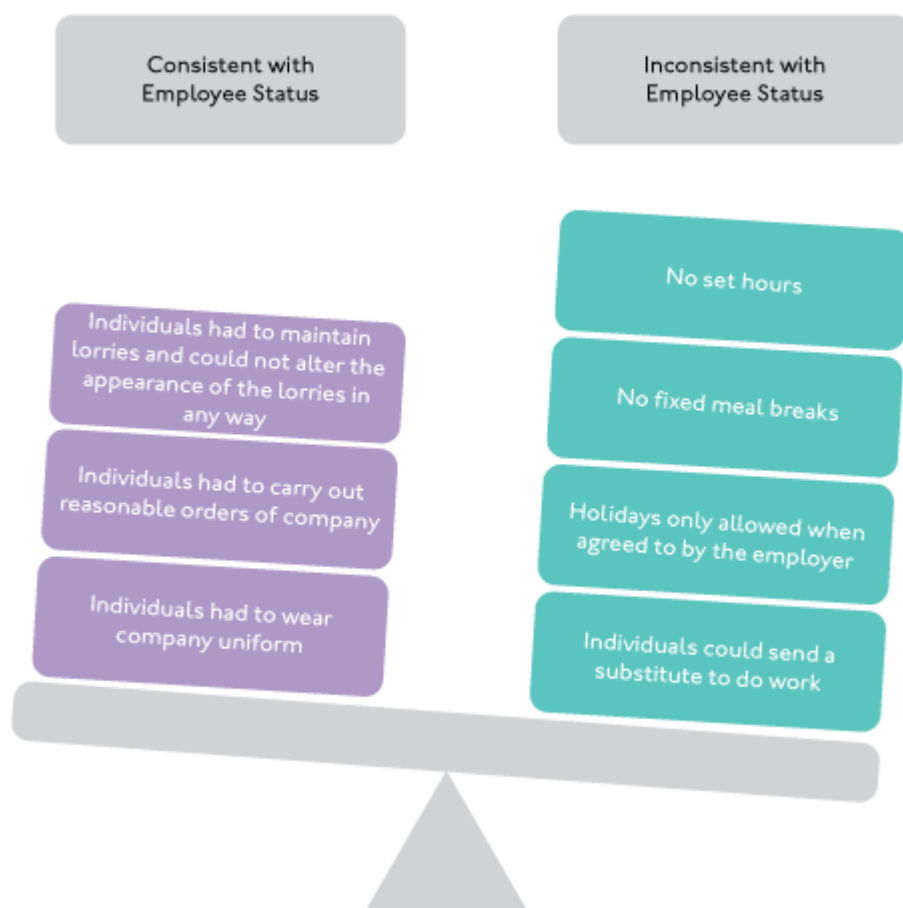 Consistent with
Employee Status
Inconsistent with
Employee Status
Individuals had to maintain
lorries and could not alter the
appearance of the lorries in
any way
Individuals had to carry out
reasonable orders of company
Individuals had to wear
company uniform
No set hours
No fixed meal breaks
Holidays only allowed when
agreed to by the employer
Individuals could send a
substitute to do work